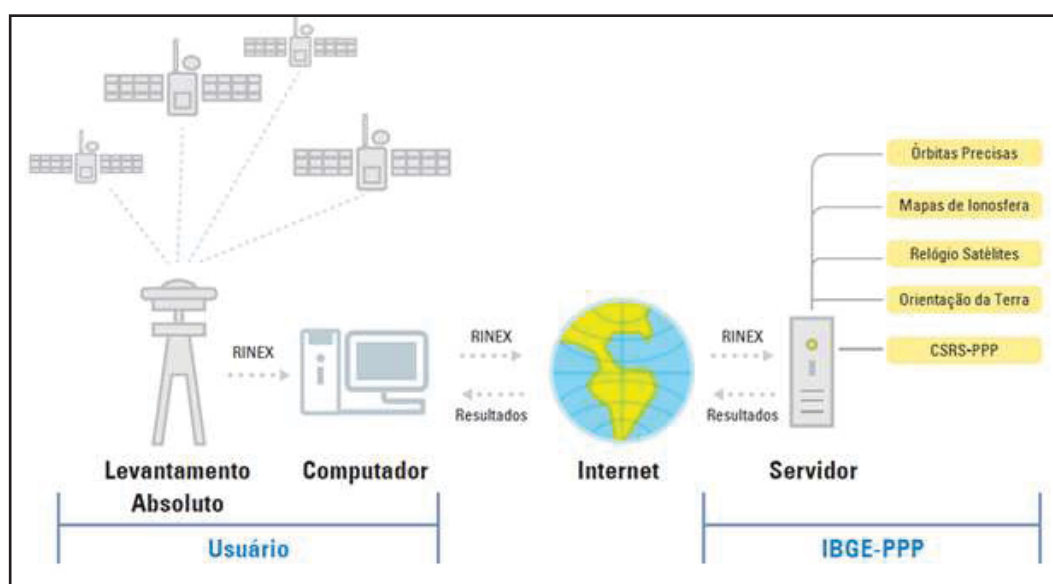 Órbitas Precisas
Mapas de Ionosfera
Relógio Satélites
Orientação da Terra
CSRS-PPP
RINEX
RINEX
RINEX
Resultados
Resultados
Levantamento
Absoluto
Computador
Internet
Servidor
Usuário
IBGE-PPP